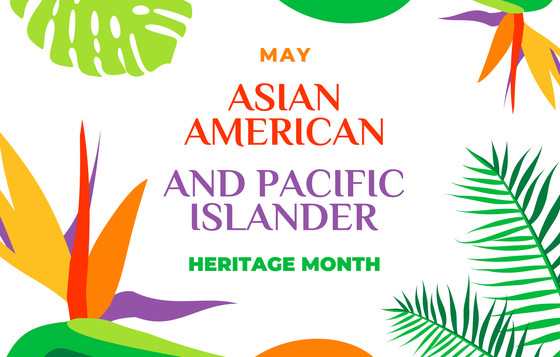 MAY
ASIAN
AMERICAN
AND PACIFIC
ISLANDER
HERITAGE MONTH